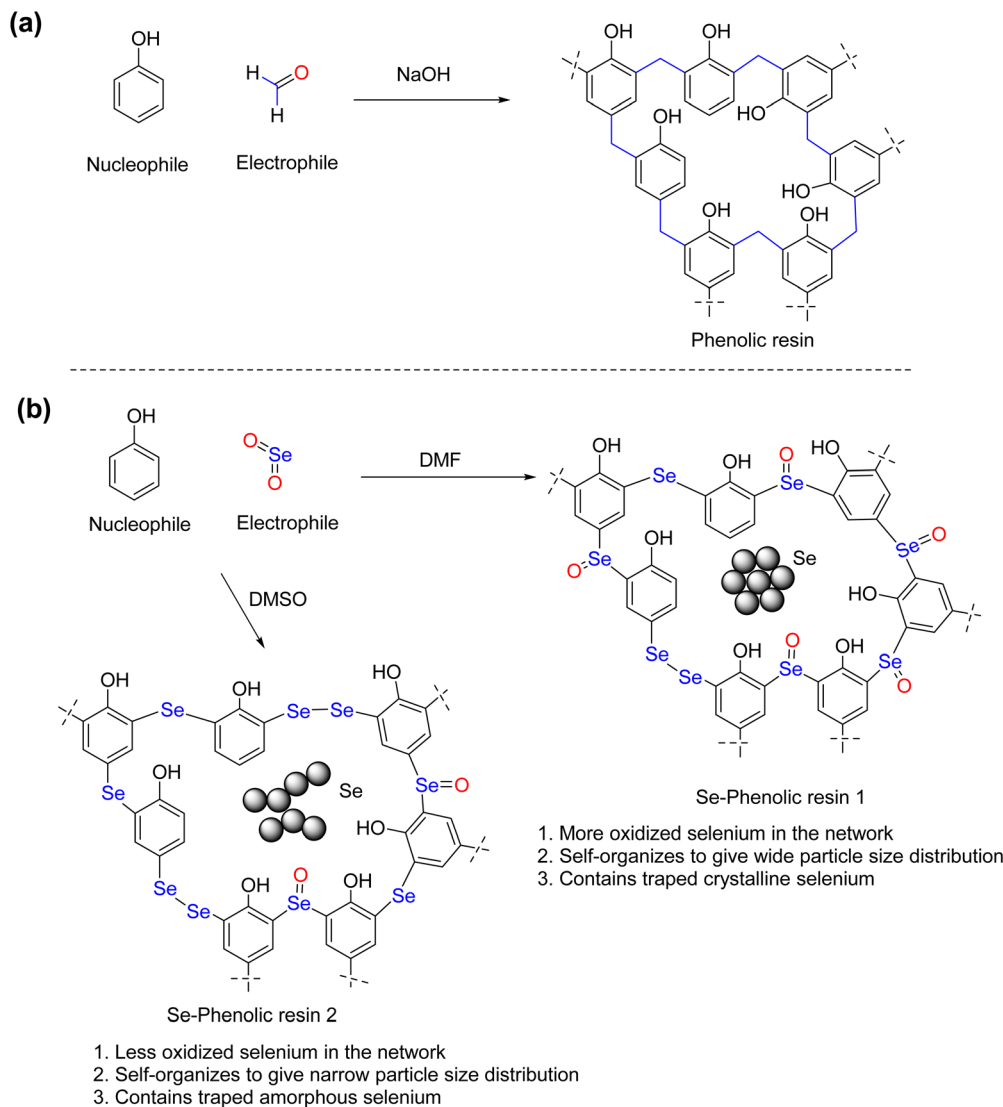 (a)
OH
H
O
H
NaOH
Nucleophile
Electrophile
OH
OH
OH
HO
OH
HO
OH
OH
Phenolic resin
(b)
OH
O
Se
O
DMF
Nucleophile
Electrophile
DMSO
OH
Se
OH
O
Se
OH
Se
O
OH
Se
O
Se
HO
Se
Se
OH
O
Se
OH
Se
O
Se-Phenolic resin 1
1. More oxidized selenium in the network
2. Self-organizes to give wide particle size distribution
3. Contains traped crystalline selenium
OH
Se
OH
Se
Se
OH
Se
OH
Se
Se
O
HO
Se
Se
OH
O
Se
OH
Se
Se-Phenolic resin 2
1. Less oxidized selenium in the network
2. Self-organizes to give narrow particle size distribution
3. Contains traped amorphous selenium